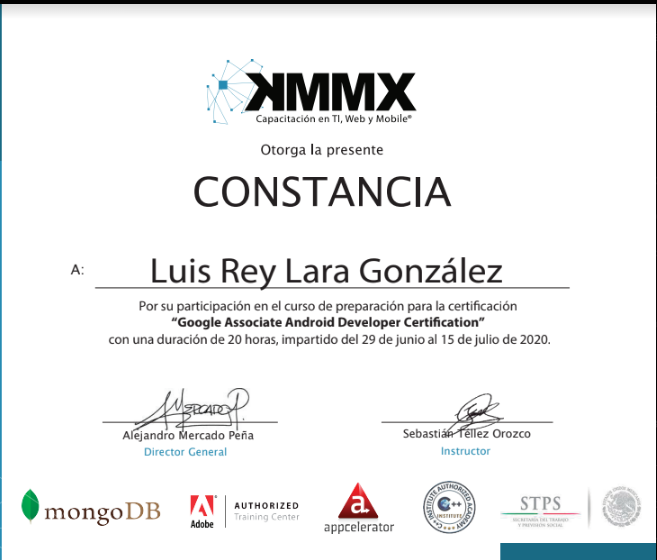 KMMX
Capacitación en TI, Web y Mobile®
Otorga la presente
CONSTANCIA
A:
Luis Rey Lara González
Por su participación en el curso de preparación para la certificación
“Google Associate Android Developer Certification”
con una duración de 20 horas, impartido del 29 de junio al 15 de julio de 2020.
Alejandro Mercado Peña
Director General
Sebastián Téllez Orozco
Instructor
mongoDB
Adobe
AUTHORIZED
Training Center
appcelerator
C++
INSTITUTE
INSTITUTE AUTHORIZED ACADEMY
STPS
SECRETARÍA DEL TRABAJO
Y PREVISIÓN SOCIAL